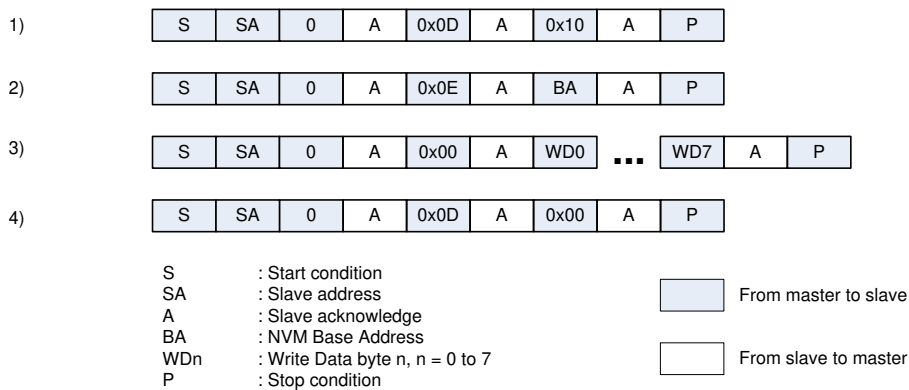 1) S SA 0 A 0x0D A 0x10 A P
2) S SA 0 A 0x0E A BA A P
3) S SA 0 A 0x00 A WD0 ... WD7 A P
4) S SA 0 A 0x0D A 0x00 A P
S : Start condition
SA : Slave address
A : Slave acknowledge
BA : NVM Base Address
WDn : Write Data byte n, n = 0 to 7
P : Stop condition
From master to slave
From slave to master